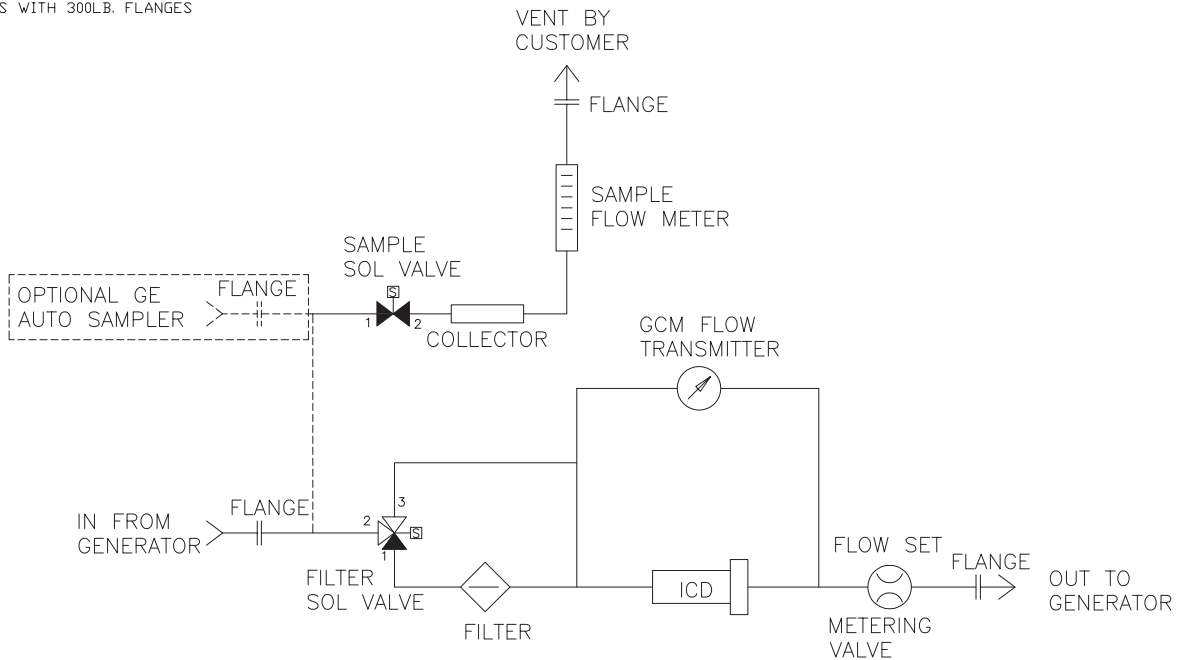 S WITH 300LB. FLANGES
VENT BY
CUSTOMER
FLANGE
SAMPLE
FLOW METER
SAMPLE
SOL VALVE
S
1
2
COLLECTOR
OPTIONAL GE
AUTO SAMPLER
FLANGE
GCM FLOW
TRANSMITTER
IN FROM
GENERATOR
FLANGE
2
3
S
1
FILTER
SOL VALVE
FILTER
ICD
FLOW SET
METERING
VALVE
FLANGE
OUT TO
GENERATOR